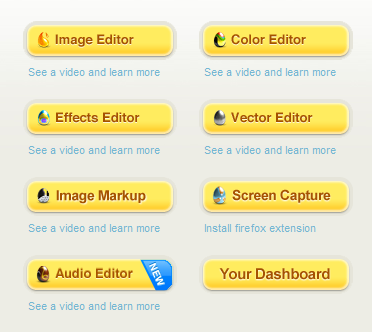 Image Editor
See a video and learn more
Color Editor
See a video and learn more
Effects Editor
See a video and learn more
Vector Editor
See a video and learn more
Image Markup
See a video and learn more
Screen Capture
Install firefox extension
Audio Editor
NEW
See a video and learn more
Your Dashboard